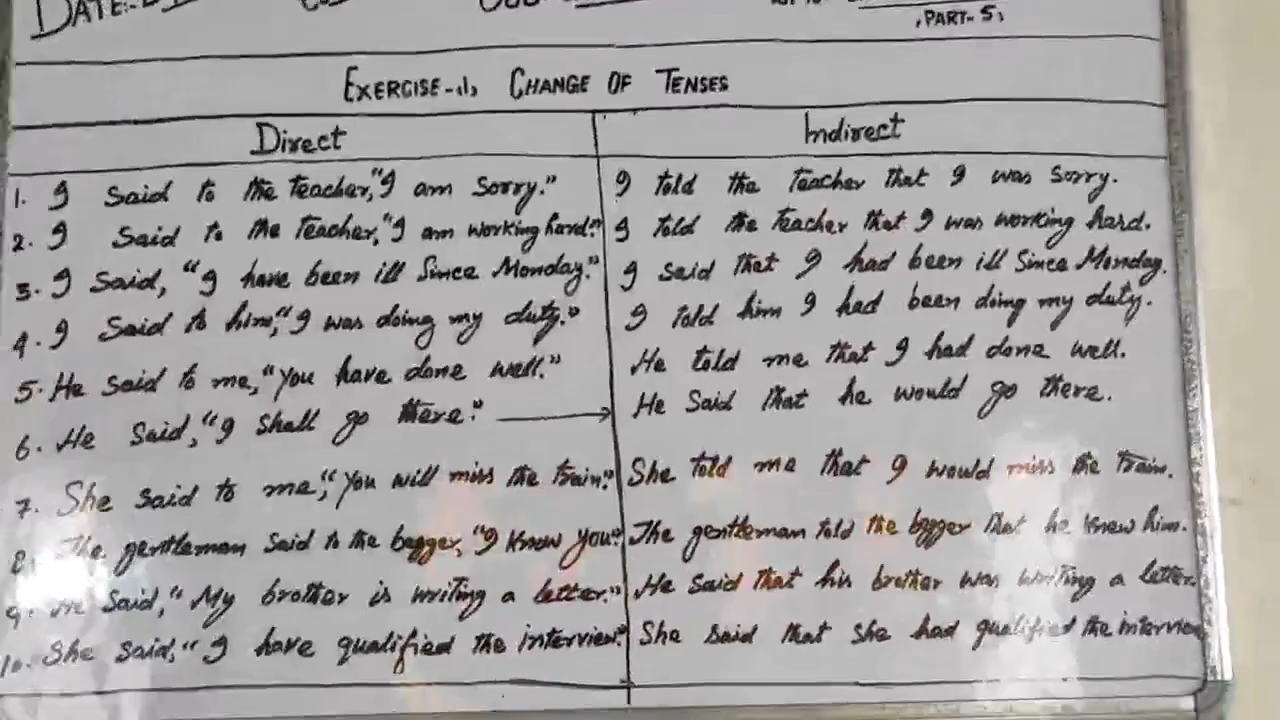 DATE:-
PART- 5,
EXERCISE-1, CHANGE OF TENSES
Direct
Indirect
1. I said to the teacher, "I am sorry."
I told the teacher that I was sorry.
2. I said to the teacher, "I am working hard."
I told the teacher that I was working hard.
3. I said, "I have been ill since Monday."
I said that I had been ill since Monday.
4. I said to him, "I was doing my duty."
I told him I had been doing my duty.
5. He said to me, "You have done well."
He told me that I had done well.
6. He said, "I shall go there."
He said that he would go there.
7. She said to me, "You will miss the train."
She told me that I would miss the train.
8. The gentleman said to the begger, "I know you."
The gentleman told the begger that he knew him.
9. He said, "My brother is writing a letter."
He said that his brother was writing a letter.
10. She said, "I have qualified the interview."
She said that she had qualified the interview